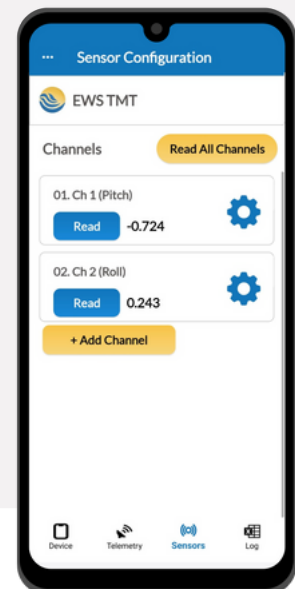 ... Sensor Configuration
EWS TMT
Channels Read All Channels
01. Ch 1 (Pitch)
Read -0.724
02. Ch 2 (Roll)
Read 0.243
+ Add Channel
Device Telemetry Sensors Log